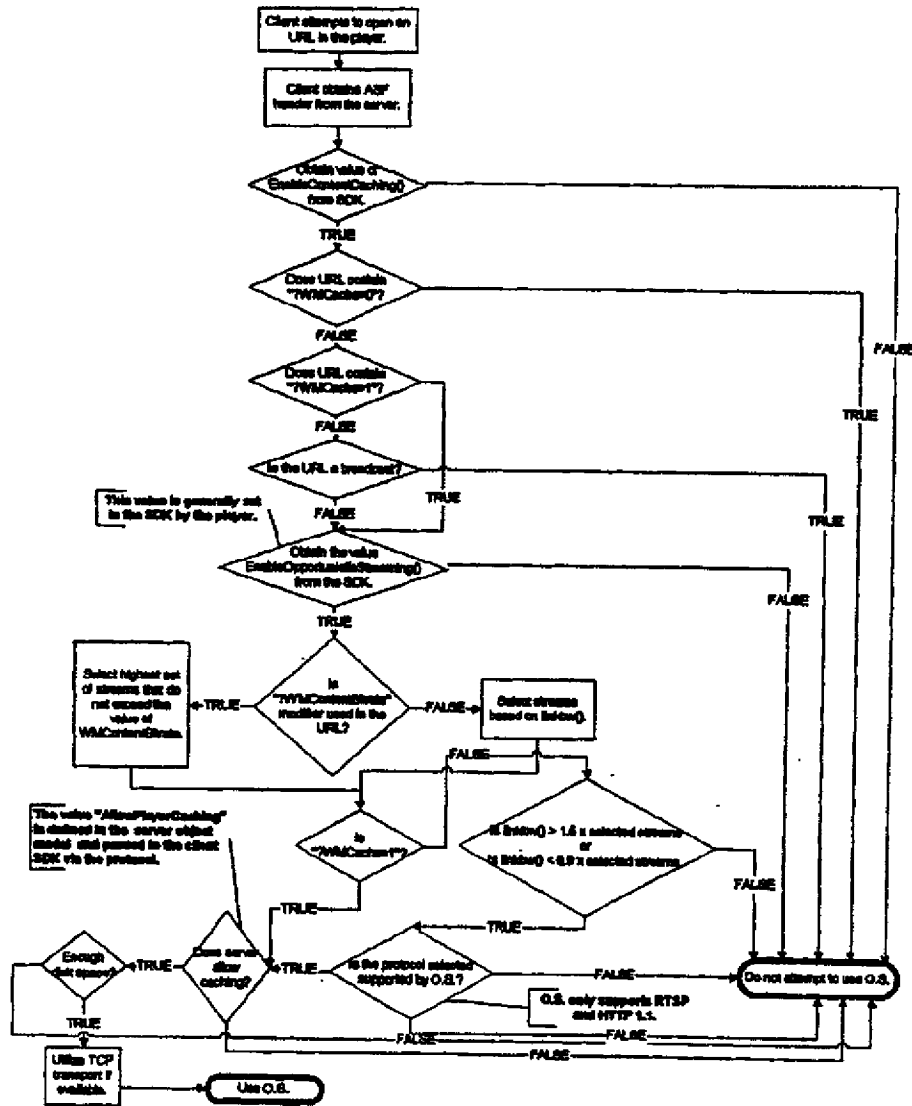 Client attempts to open an
URL in the player.
Client obtains ASF
header from the server.
Obtain value of
EnableContentCaching()
from SDK.
TRUE
FALSE
Does URL contain
"?WMCache=0"?
FALSE
TRUE
Does URL contain
"?WMCache=1"?
FALSE
TRUE
Is the URL a broadcast?
FALSE
TRUE
This value is generally set
in the SDK by the player.
Obtain the value
EnableOpportunisticStreaming()
from the SDK.
TRUE
FALSE
Select highest set
of streams that do
not exceed the
value of
WMContentBitrate.
TRUE
Is
"?WMContentBitrate"
modifier used in the
URL?
FALSE
Select streams
based on linkbw().
FALSE
The value "AllowPlayerCaching"
is defined in the server object
model and passed in the client
SDK via the protocol.
Is
"?WMCache=1"?
Is linkbw() > 1.5 x selected streams
or
is linkbw() < 0.9 x selected streams
FALSE
TRUE
TRUE
Enough
disk space?
TRUE
Does server
allow
caching?
TRUE
Is the protocol selected
supported by O.S.?
FALSE
Do not attempt to use O.S.
O.S. only supports RTSP
and HTTP 1.1.
TRUE
FALSE
FALSE
FALSE
Utilize TCP
transport if
available.
Use O.S.